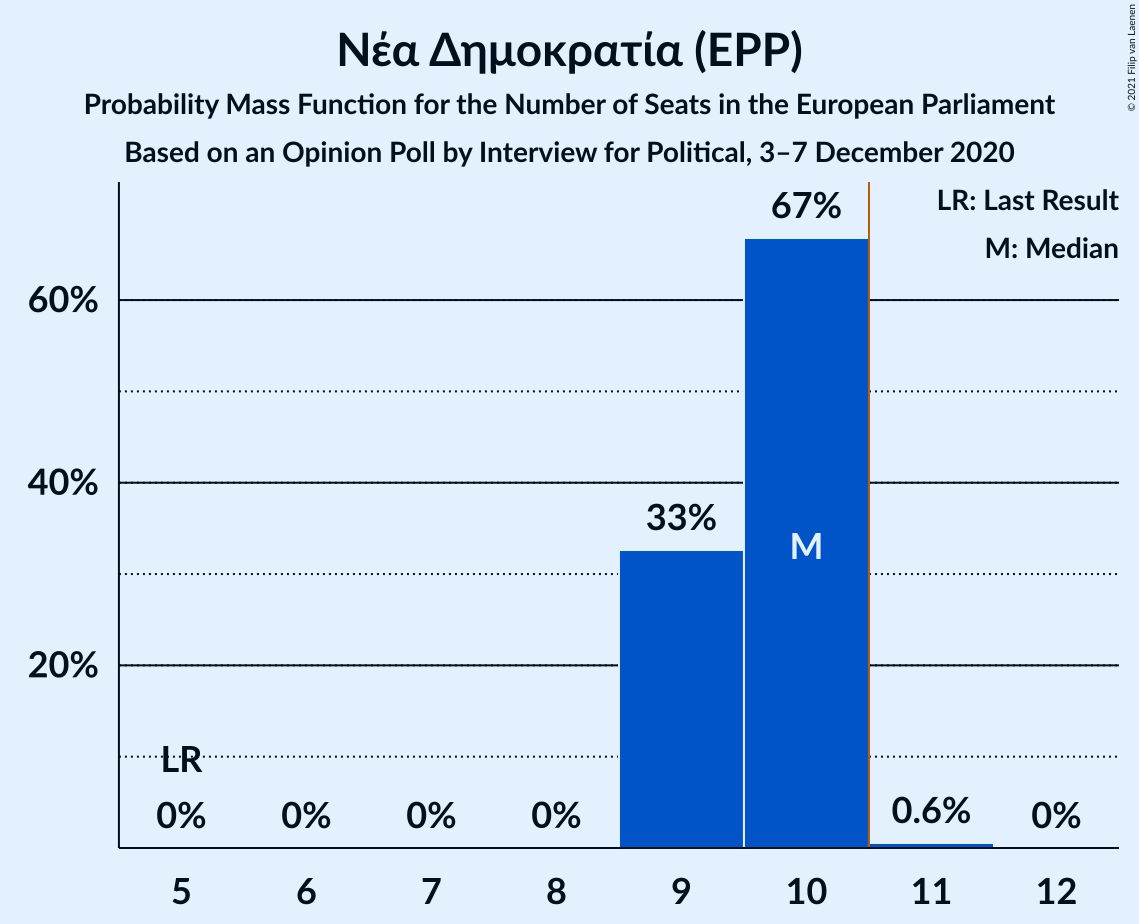 Νέα Δημοκρατία (EPP)
Probability Mass Function for the Number of Seats in the European Parliament
Based on an Opinion Poll by Interview for Political, 3–7 December 2020
© 2021 Filip van Laenen
LR: Last Result
M: Median
67%
60%
40%
33%
M
20%
LR
0% 0% 0% 0% 0.6% 0%
5 6 7 8 9 10 11 12